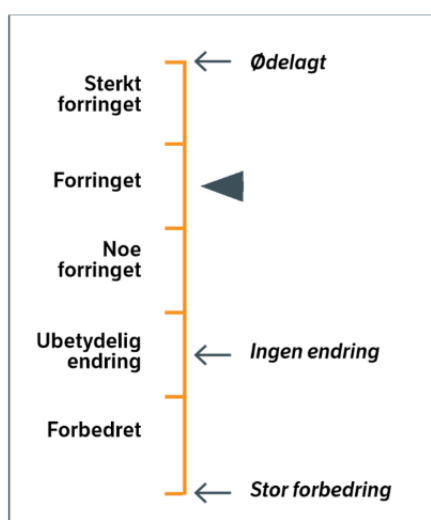 Ødelagt
Sterkt
forringet
Forringet
Noe
forringet
Ubetydelig
endring
Ingen endring
Forbedret
Stor forbedring